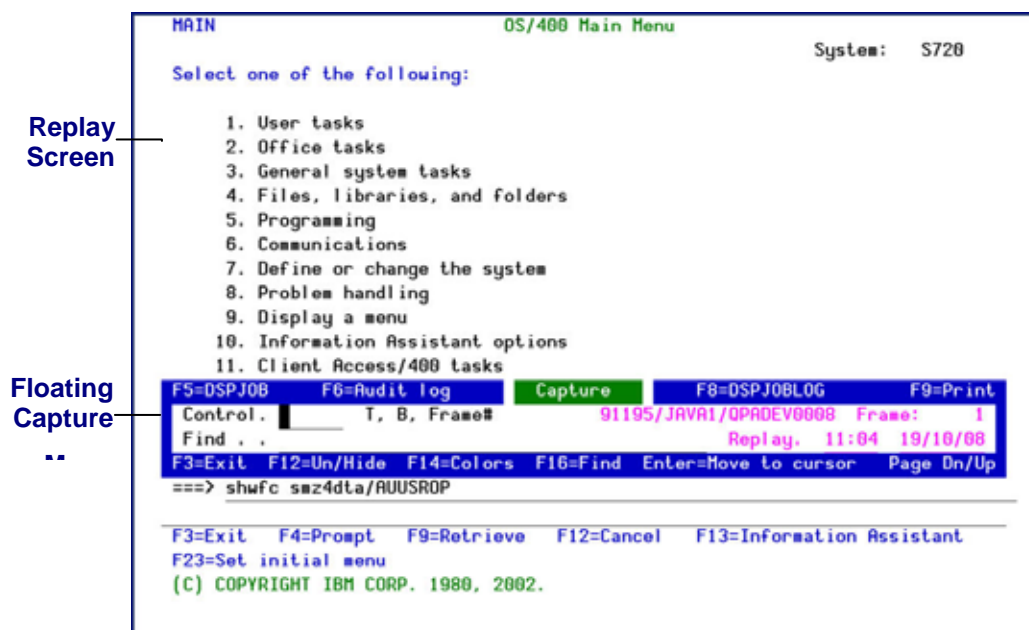 MAIN OS/400 Main Menu
System: S720
Select one of the following:
1. User tasks
2. Office tasks
3. General system tasks
4. Files, libraries, and folders
5. Programming
6. Communications
7. Define or change the system
8. Problem handling
9. Display a menu
10. Information Assistant options
11. Client Access/400 tasks
Replay
Screen
F5=DSPJOB F6=Audit log Capture F8=DSPJOBLOG F9=Print
Control. T, B, Frame# 91195/JAVA1/QPADEV0008 Frame: 1
Find . . Replay. 11:04 19/10/08
F3=Exit F12=Un/Hide F14=Colors F16=Find Enter=Move to cursor Page Dn/Up
Floating
Capture
===> shwfc smz4dta/AUUSROP
F3=Exit F4=Prompt F9=Retrieve F12=Cancel F13=Information Assistant
F23=Set initial menu
(C) COPYRIGHT IBM CORP. 1980, 2002.